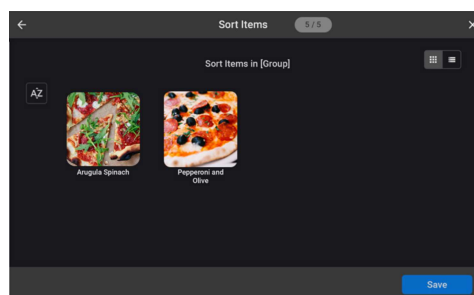 Sort Items
5 / 5
Sort Items in [Group]
AZ
Arugula Spinach
Pepperoni and
Olive
Save